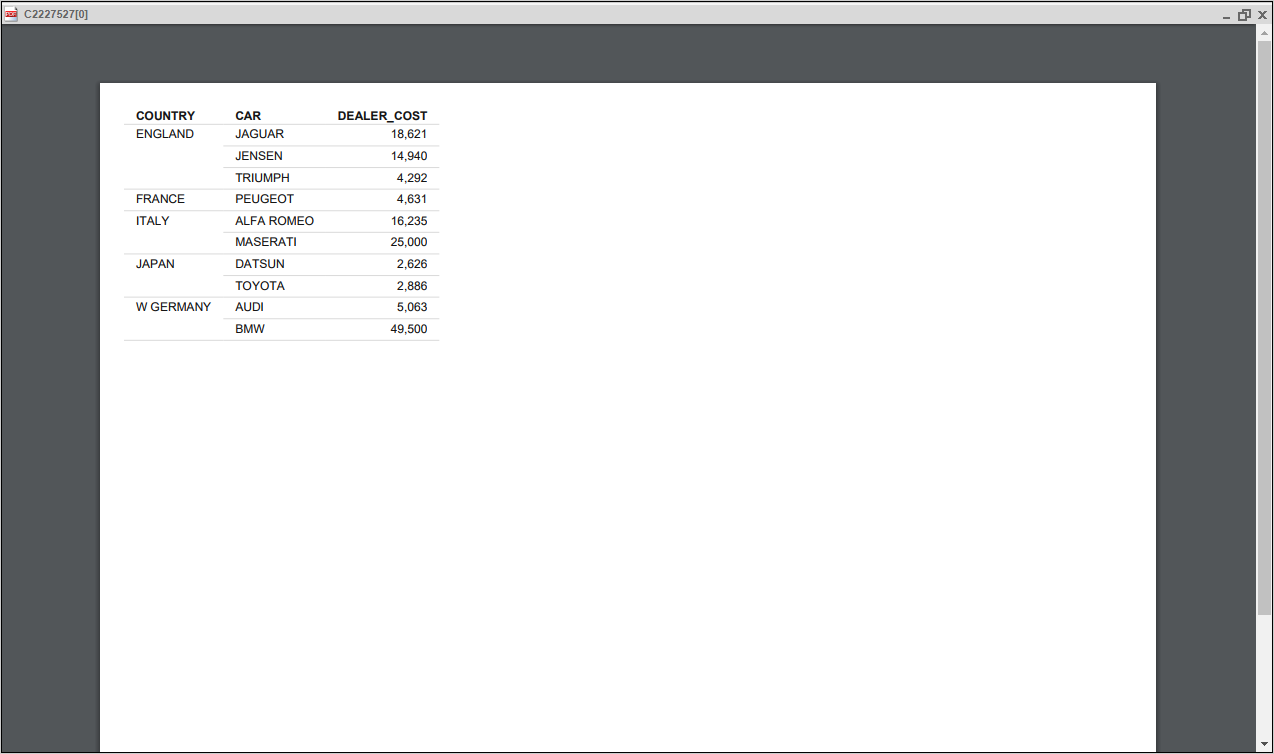 C2227527[0]
COUNTRY CAR DEALER_COST
ENGLAND JAGUAR 18,621
JENSEN 14,940
TRIUMPH 4,292
FRANCE PEUGEOT 4,631
ITALY ALFA ROMEO 16,235
MASERATI 25,000
JAPAN DATSUN 2,626
TOYOTA 2,886
W GERMANY AUDI 5,063
BMW 49,500